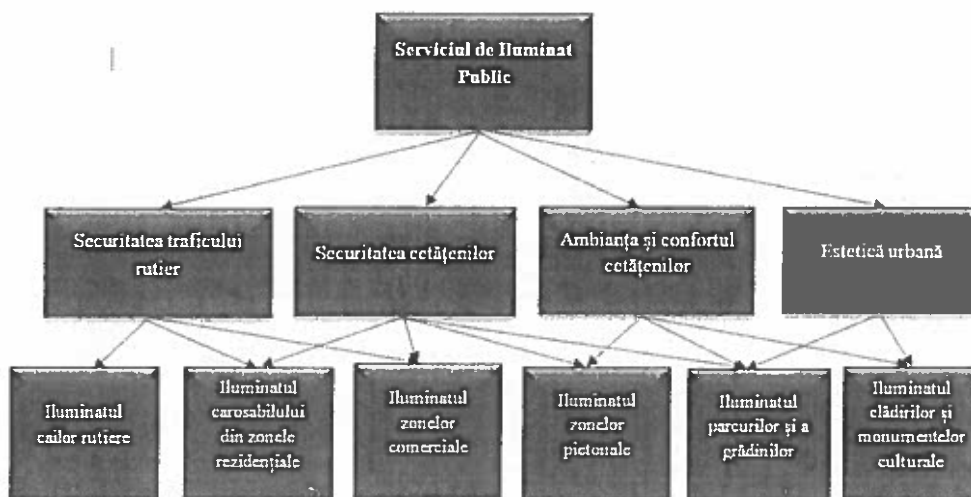 Serviciul de Iluminat
Public
Securitatea traficului
rutier
Securitatea cetățenilor
Ambianța și confortul
cetățenilor
Estetică urbană
Iluminatul
cailor rutiere
Iluminatul
carosabilului
din zonele
rezidențiale
Iluminatul
zonelor
comerciale
Iluminatul
zonelor
pietonale
Iluminatul
parcurilor și a
grădinilor
Iluminatul
clădirilor și
monumentelor
culturale